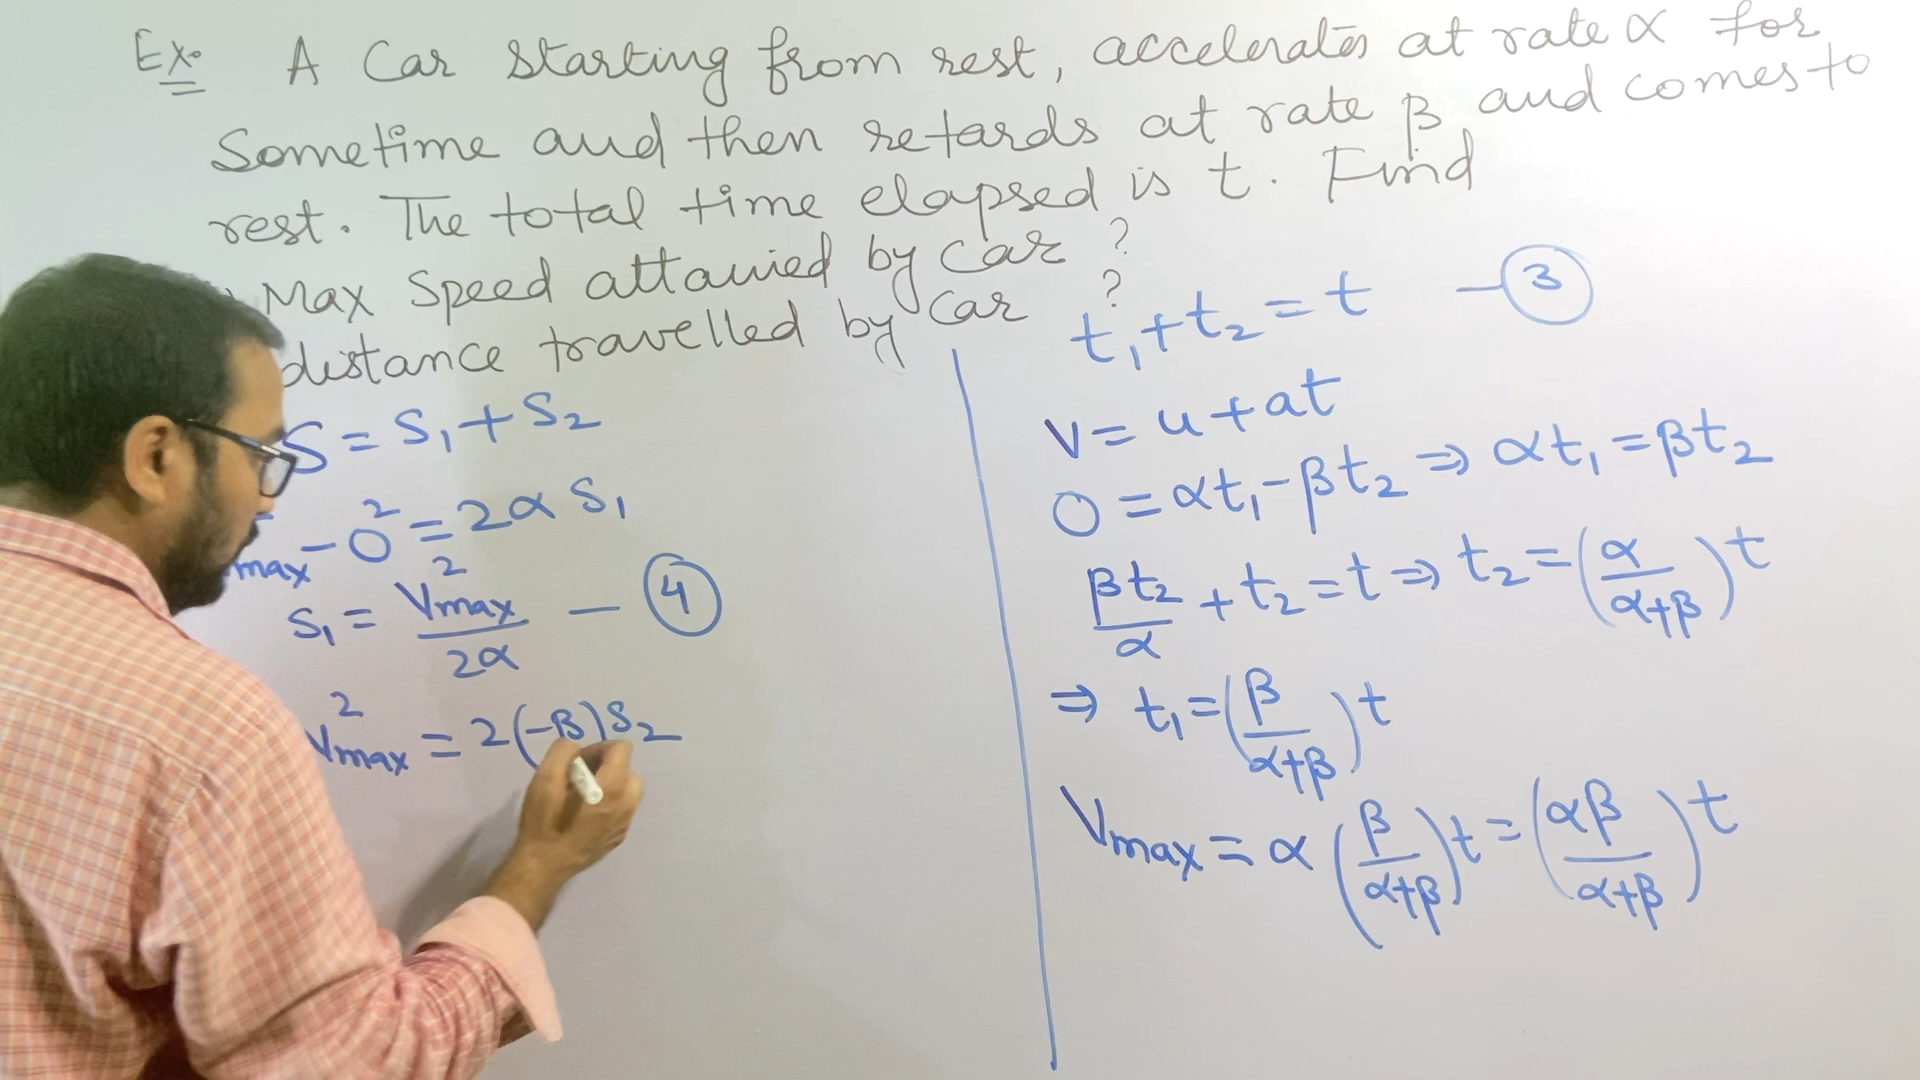 Ex. A Car starting from rest, accelerates at rate α for
Sometime and then retards at rate β and comes to
rest. The total time elapsed is t. Find
Max Speed attained by car ?
distance travelled by car ?
S = S₁ + S₂
max - 0² = 2α S₁
S₁ = Vmax² / 2α — ④
Vmax² = 2(-β)S₂
t₁ + t₂ = t — ③
V = u + at
0 = αt₁ - βt₂ ⇒ αt₁ = βt₂
βt₂/α + t₂ = t ⇒ t₂ = (α/(α+β))t
⇒ t₁ = (β/(α+β))t
Vmax = α(β/(α+β))t = (αβ/(α+β))t